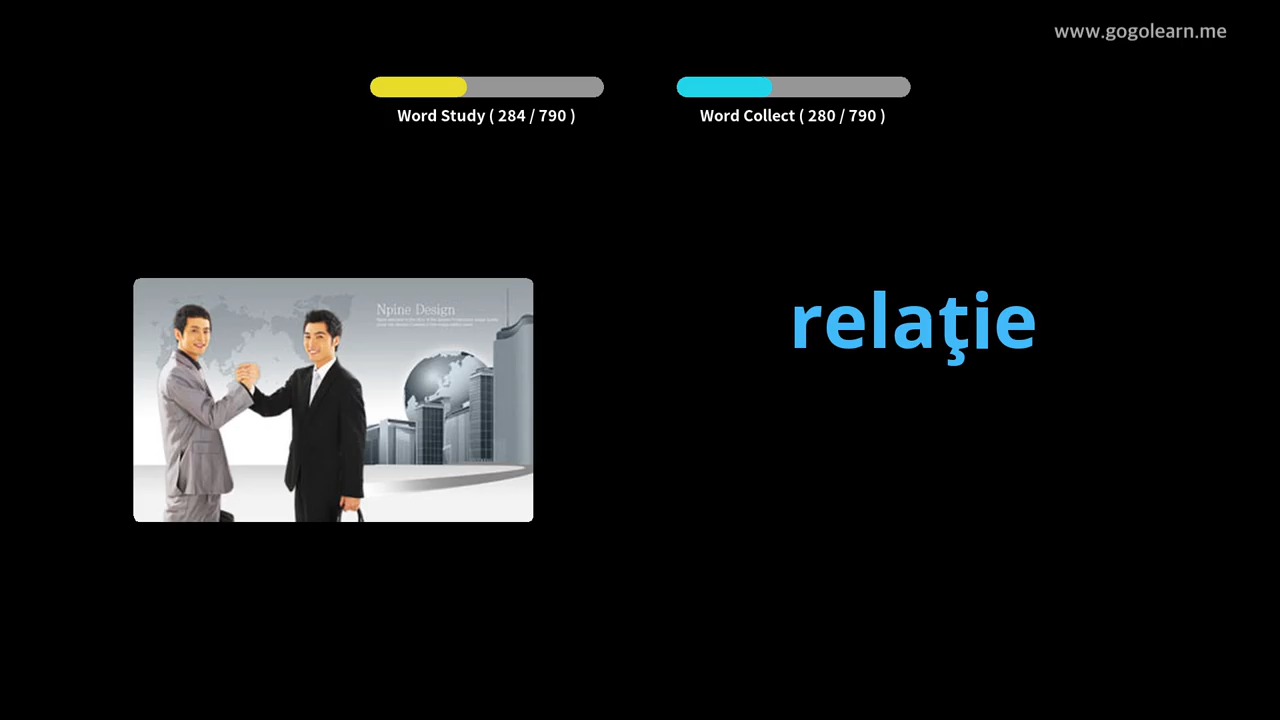 www.gogolearn.me
Word Study ( 284 / 790 )
Word Collect ( 280 / 790 )
Npine Design
relaţie